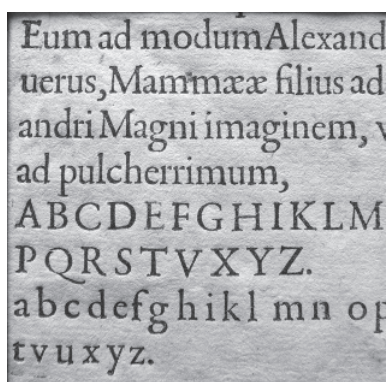 Eum ad modum Alexand
uerus, Mammææ filius ad
andri Magni imaginem, v
ad pulcherrimum,
ABCDEFGHIKLM
PQRSTVXYZ.
abcdefghikl mn op
tvuxyz.